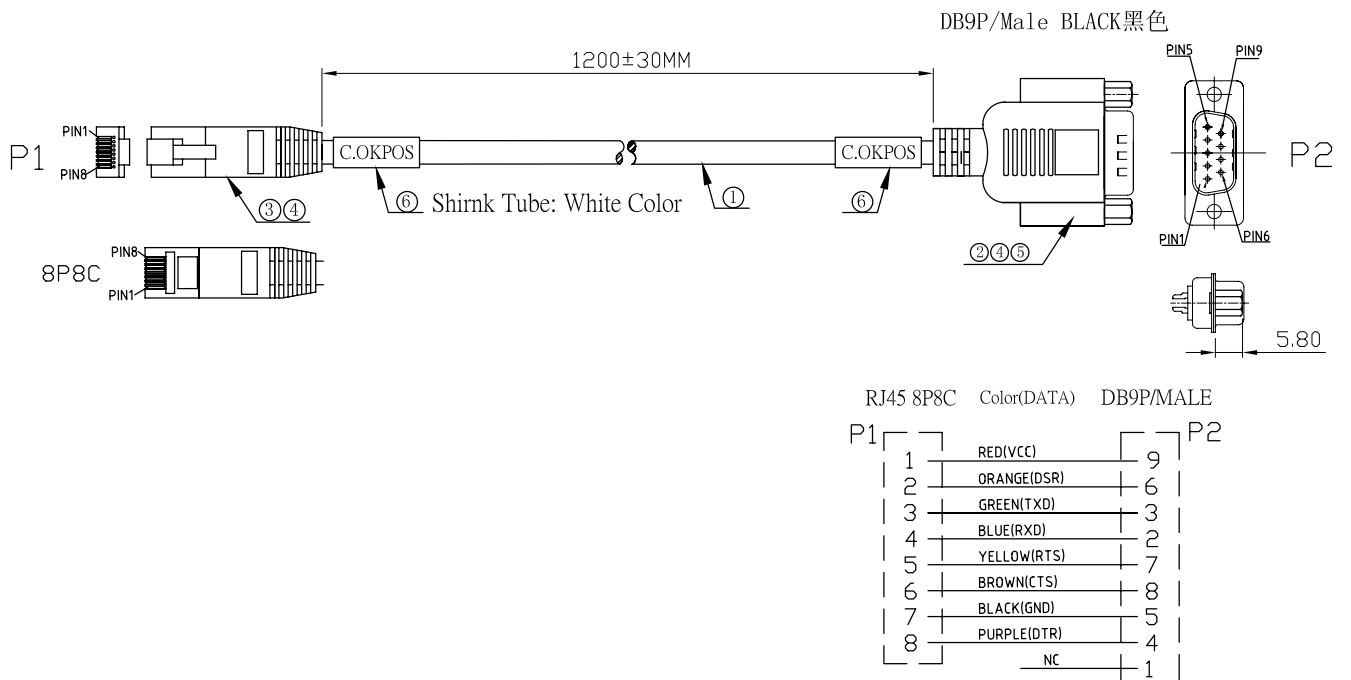 DB9P/Male BLACK黑色
1200±30MM
PIN5
PIN9
P1
PIN1
PIN8
C.OKPOS
C.OKPOS
P2
③④
⑥ Shirnk Tube: White Color
①
⑥
②④⑤
PIN1
PIN6
8P8C
PIN8
PIN1
5.80
RJ45 8P8C Color(DATA) DB9P/MALE
P1 P2
1 RED(VCC) 9
2 ORANGE(DSR) 6
3 GREEN(TXD) 3
4 BLUE(RXD) 2
5 YELLOW(RTS) 7
6 BROWN(CTS) 8
7 BLACK(GND) 5
8 PURPLE(DTR) 4
NC 1